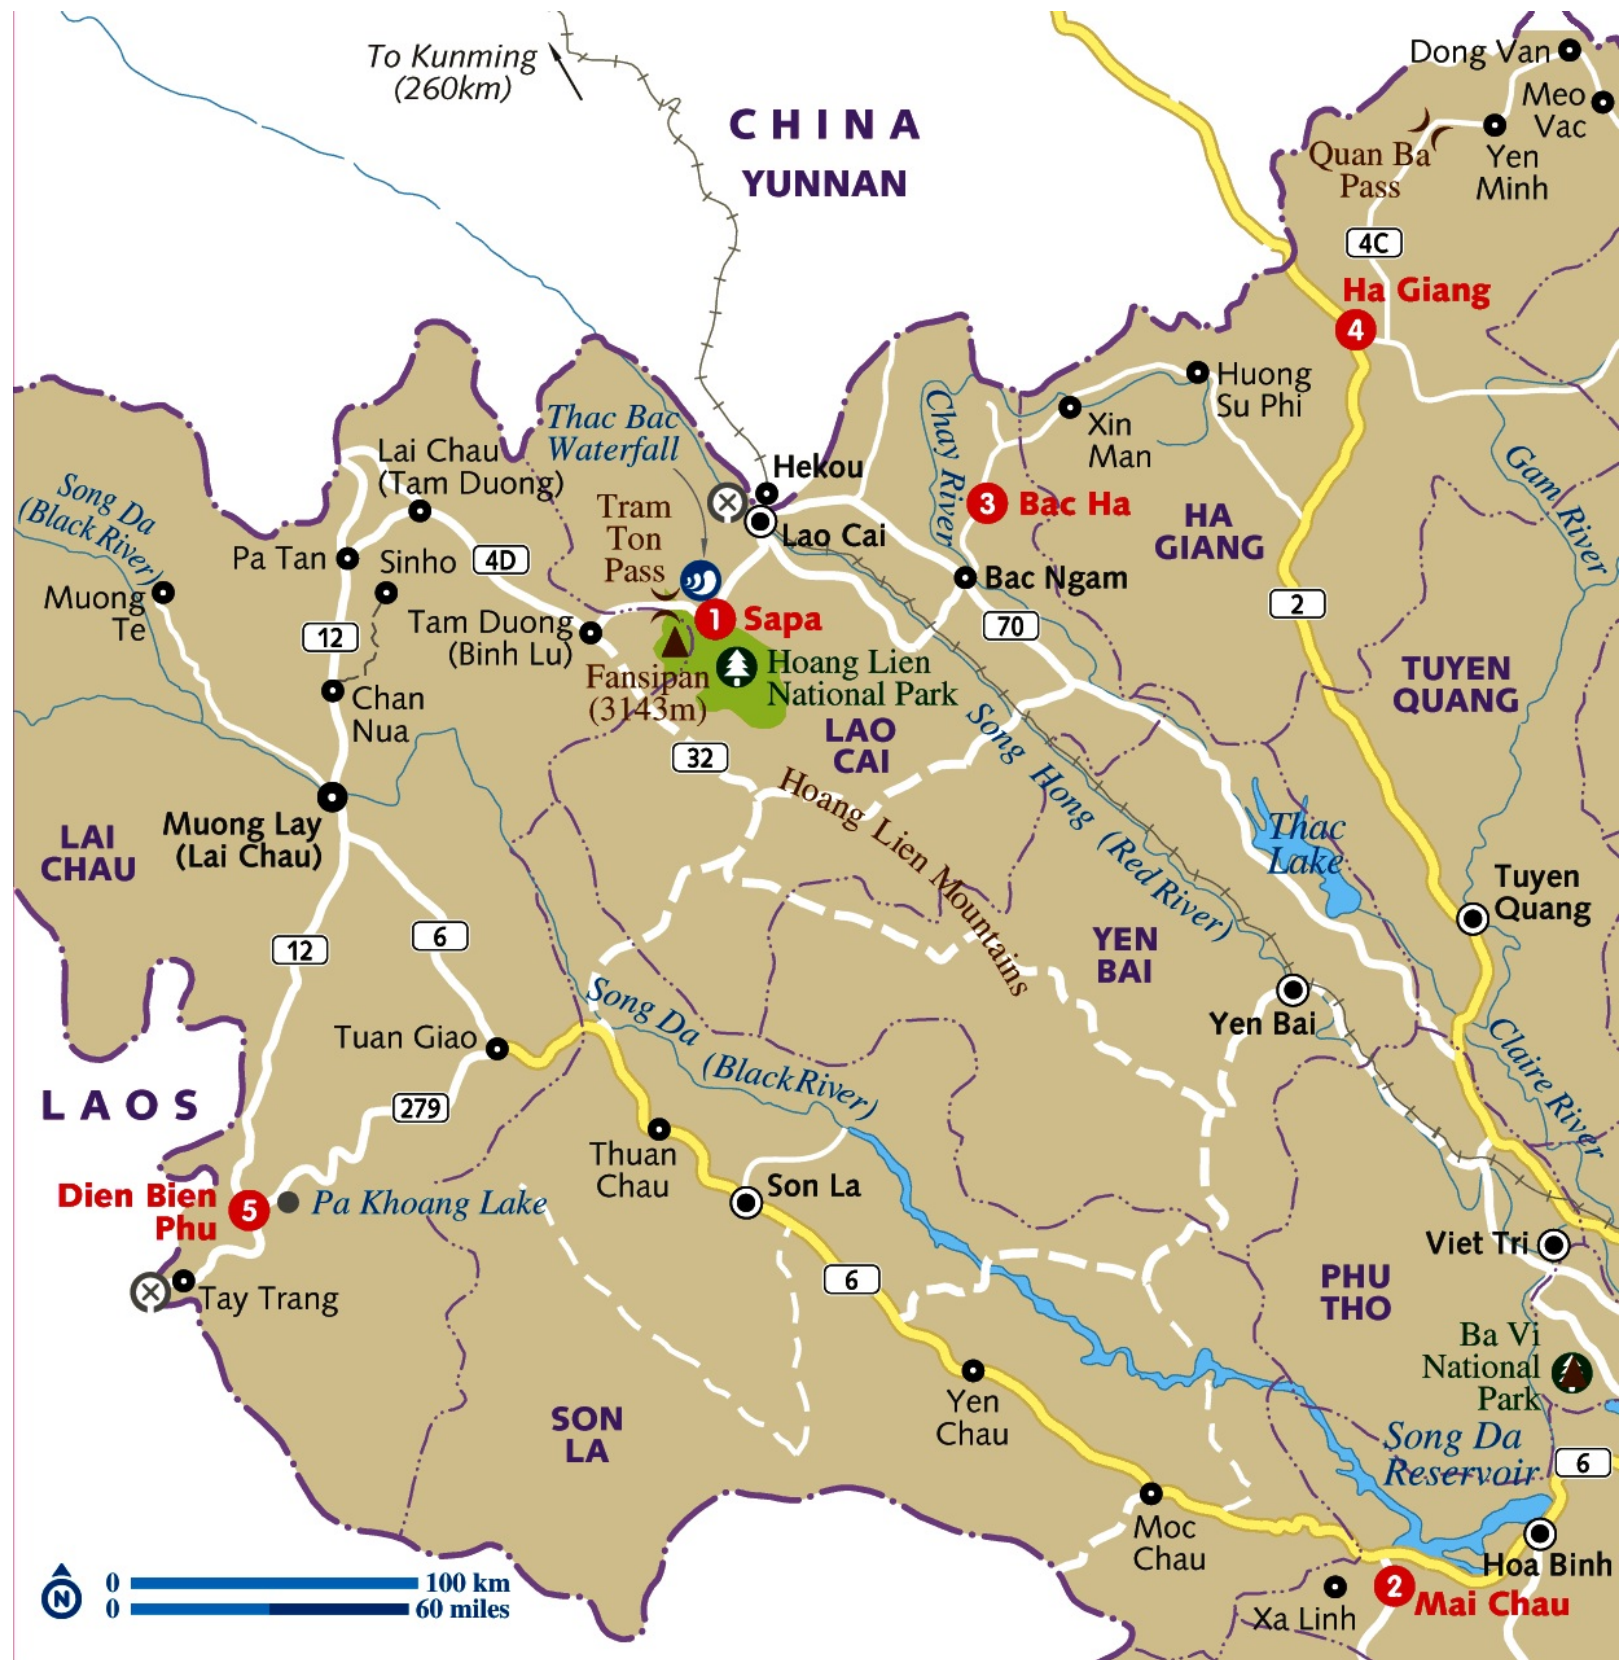 To Kunming
(260km)
CHINA
YUNNAN
Dong Van
Meo
Vac
Quan Ba
Pass
Yen
Minh
4C
Ha Giang
4
Huong
Su Phi
Xin
Man
Chay River
Thac Bac
Waterfall
Hekou
Lao Cai
3
Bac Ha
HA
GIANG
Gam River
Lai Chau
(Tam Duong)
Song Da
(Black River)
Pa Tan
Sinho
4D
Tram
Ton
Pass
Bac Ngam
Muong
Te
12
Tam Duong
(Binh Lu)
1
Sapa
70
2
Fansipan
(3143m)
Hoang Lien
National Park
TUYEN
QUANG
Chan
Nua
LAO
CAI
32
Song Hong (Red River)
Hoang Lien Mountains
Muong Lay
(Lai Chau)
LAI
CHAU
Thac
Lake
Tuyen
Quang
12
6
YEN
BAI
Song Da (Black River)
Yen Bai
Claire River
Tuan Giao
LAOS
279
Thuan
Chau
Son La
Dien Bien
Phu
5
Pa Khoang Lake
Viet Tri
Tay Trang
6
PHU
THO
Ba Vi
National
Park
Yen
Chau
SON
LA
Song Da
Reservoir
6
Moc
Chau
Hoa Binh
2
Mai Chau
Xa Linh
N
0
100 km
0
60 miles